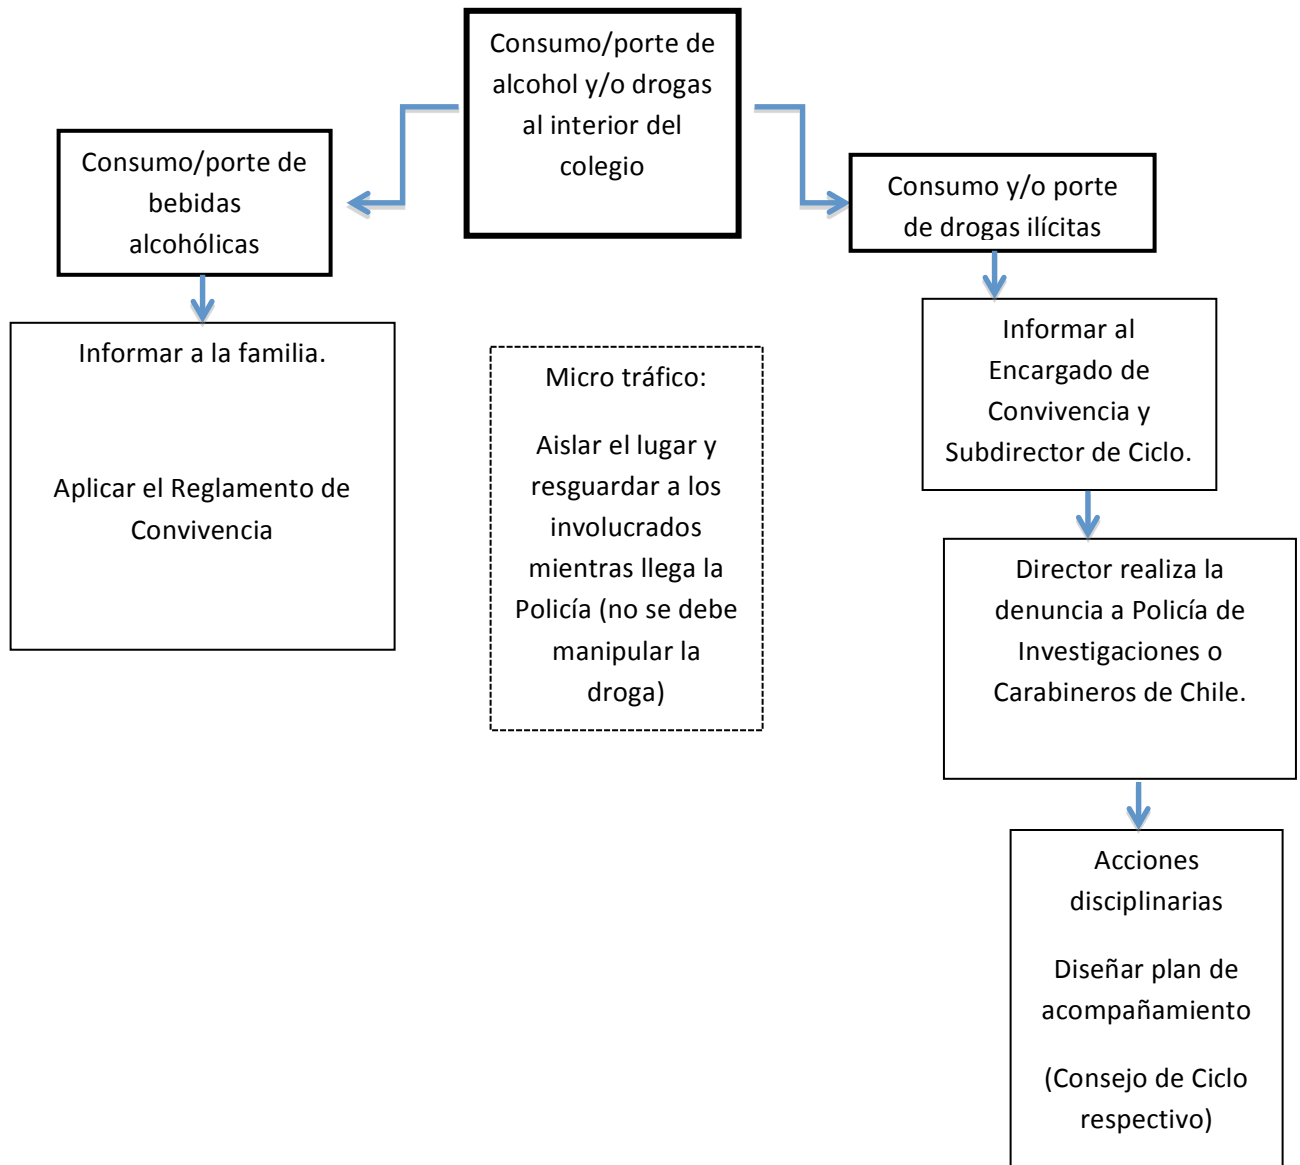 Consumo/porte de
alcohol y/o drogas
al interior del
colegio
Consumo/porte de
bebidas
alcohólicas
Consumo y/o porte
de drogas ilícitas
Informar a la familia.
Aplicar el Reglamento de
Convivencia
Micro tráfico:
Aislar el lugar y
resguardar a los
involucrados
mientras llega la
Policía (no se debe
manipular la
droga)
Informar al
Encargado de
Convivencia y
Subdirector de Ciclo.
Director realiza la
denuncia a Policía de
Investigaciones o
Carabineros de Chile.
Acciones
disciplinarias
Diseñar plan de
acompañamiento
(Consejo de Ciclo
respectivo)